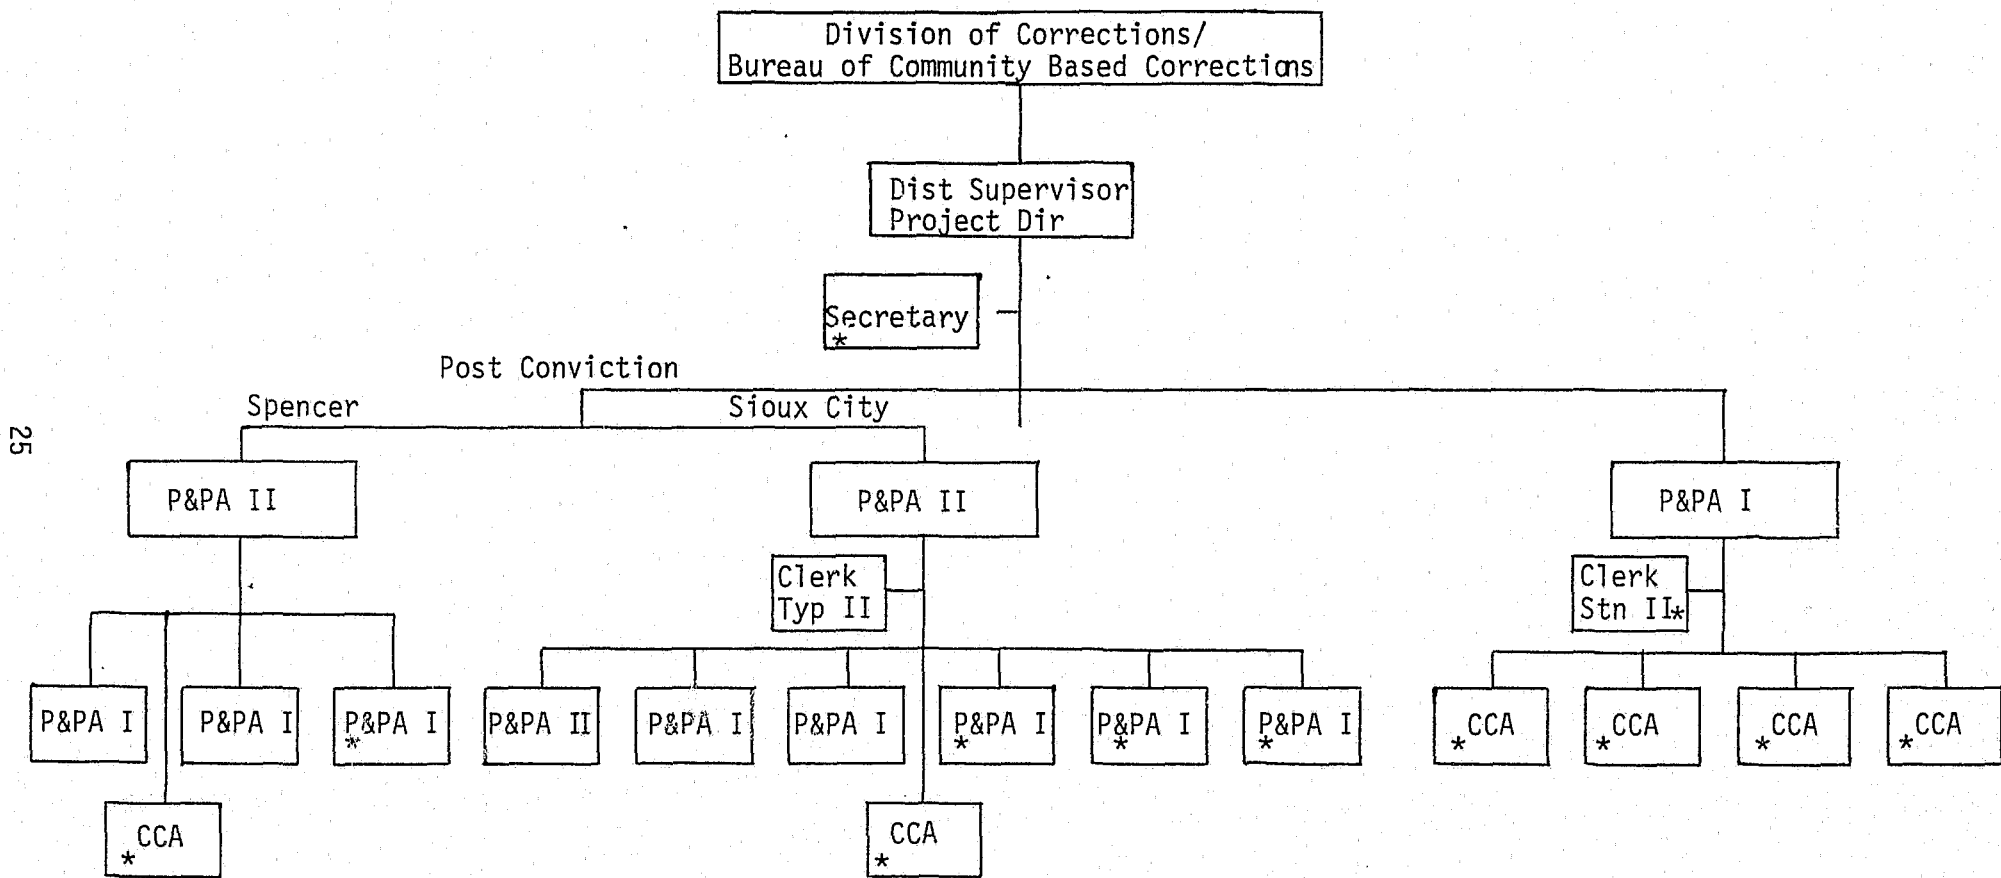 Division of Corrections/
Bureau of Community Based Corrections
Dist Supervisor
Project Dir
Secretary
*
Post Conviction
Spencer
Sioux City
25
P&PA II
P&PA II
P&PA I
Clerk
Typ II
Clerk
Stn II*
P&PA I
P&PA I
P&PA I
*
P&PA II
P&PA I
P&PA I
P&PA I
*
P&PA I
*
P&PA I
*
*CCA
*CCA
*CCA
*CCA
*CCA
CCA
*